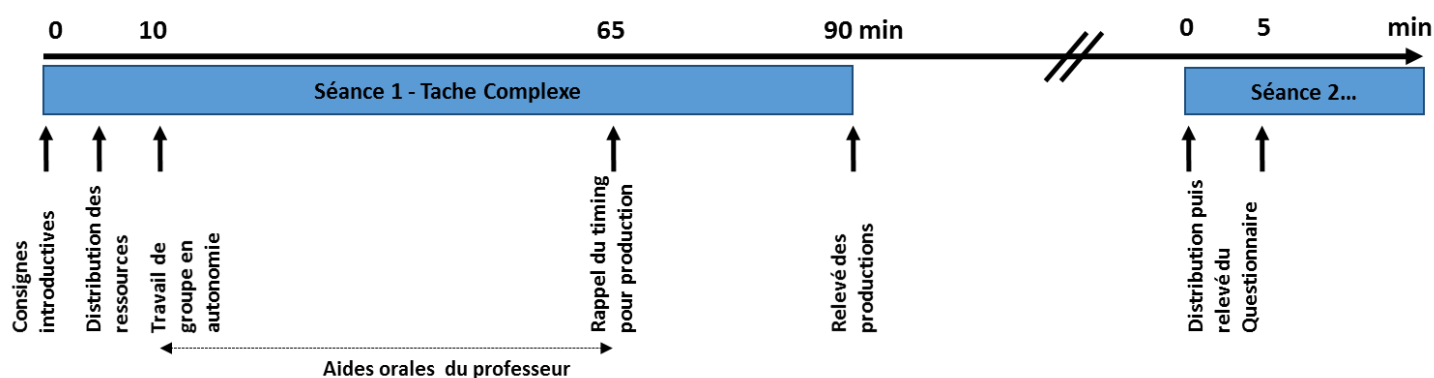 0 10 65 90 min 0 5 min
Séance 1 - Tache Complexe
Séance 2...
Consignes
introductives
Distribution des
ressources
Travail de
groupe en
autonomie
Rappel du timing
pour production
Relevé des
productions
Distribution puis
relevé du
Questionnaire
Aides orales du professeur